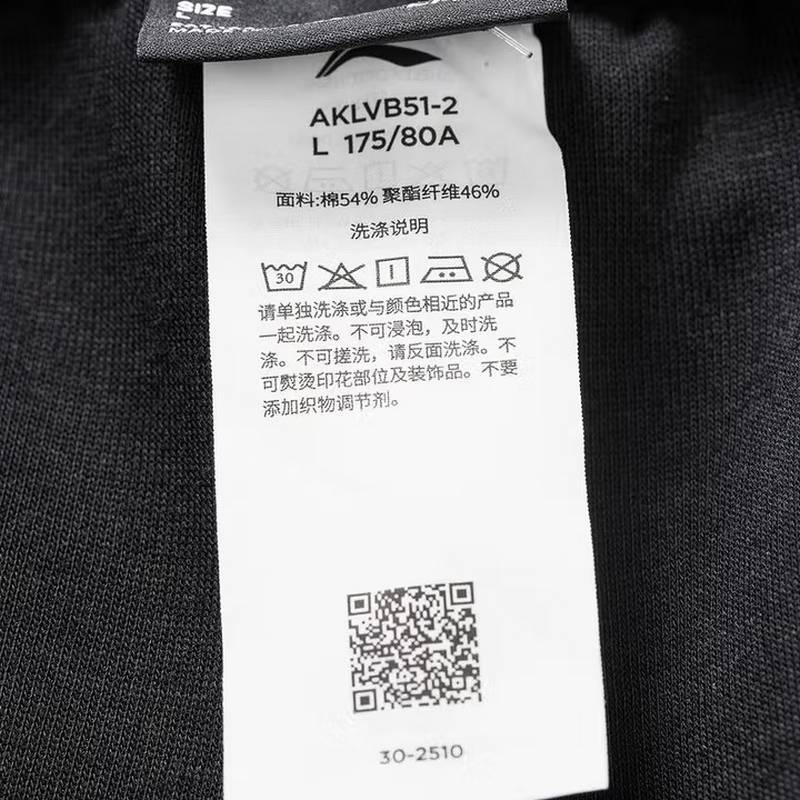 SIZE
L
AKLVB51-2
L 175/80A
面料:棉54% 聚酯纤维46%
洗涤说明
30
请单独洗涤或与颜色相近的产品
一起洗涤。不可浸泡，及时洗
涤。不可搓洗，请反面洗涤。不
可熨烫印花部位及装饰品。不要
添加织物调节剂。
30-2510